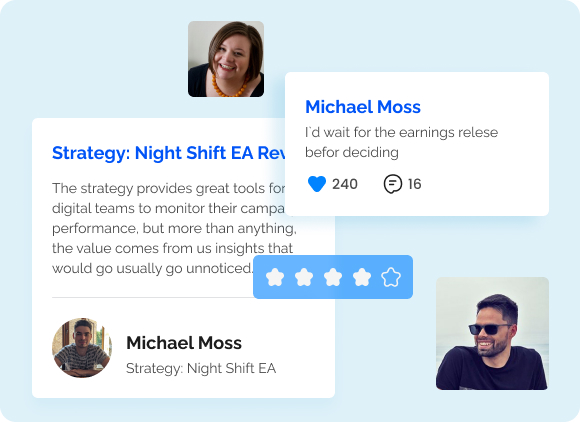 Michael Moss
I`d wait for the earnings relese
befor deciding
240 16
Strategy: Night Shift EA Rev
The strategy provides great tools for
digital teams to monitor their campa
performance, but more than anything,
the value comes from us insights that
would go usually go unnoticed.
Michael Moss
Strategy: Night Shift EA